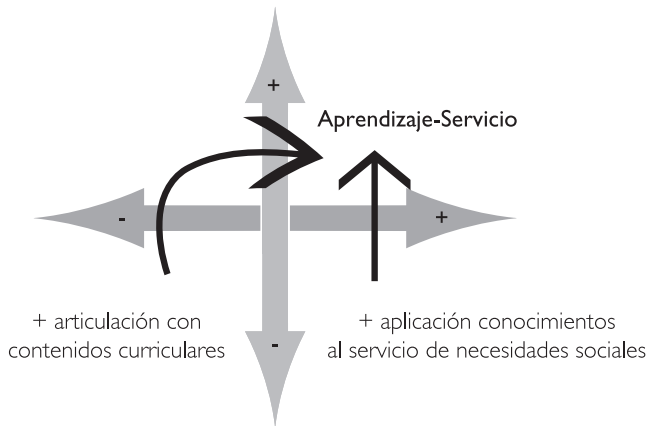 +
Aprendizaje-Servicio
- +
+ articulación con
contenidos curriculares
-
+ aplicación conocimientos
al servicio de necesidades sociales